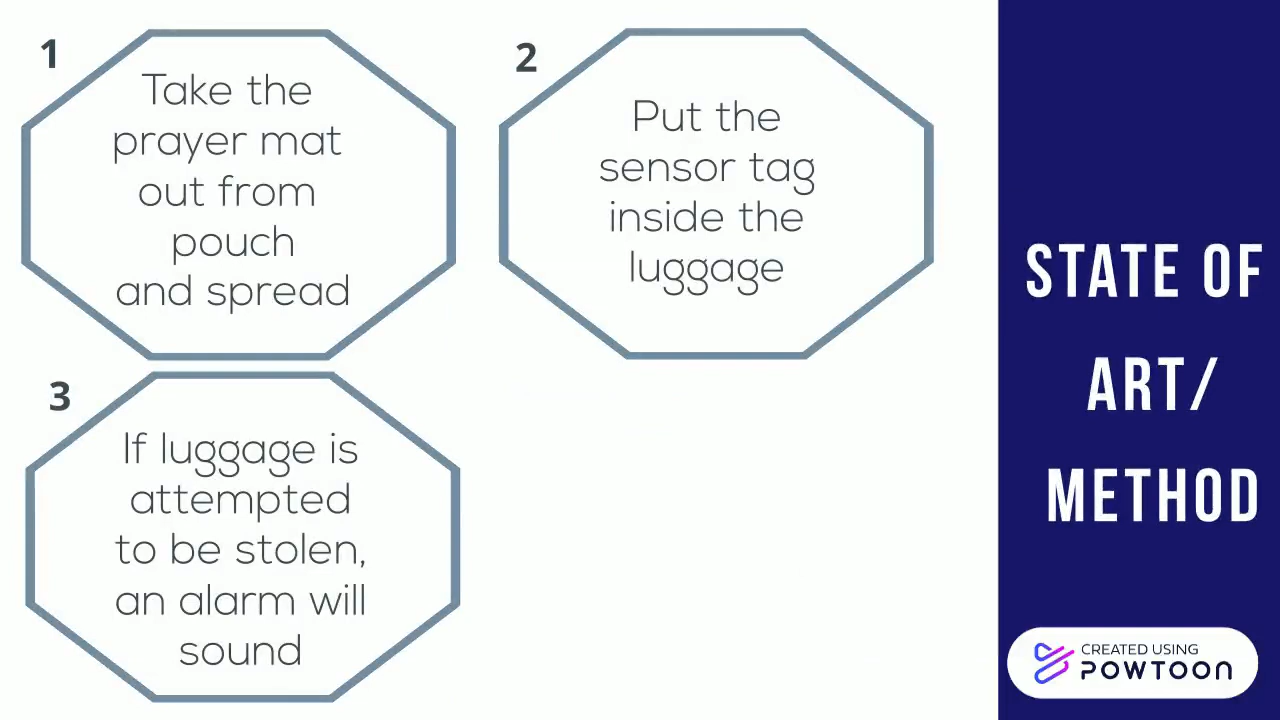 1
Take the
prayer mat
out from
pouch
and spread
2
Put the
sensor tag
inside the
luggage
3
If luggage is
attempted
to be stolen,
an alarm will
sound
STATE OF
ART/
METHOD
CREATED USING
POWTOON